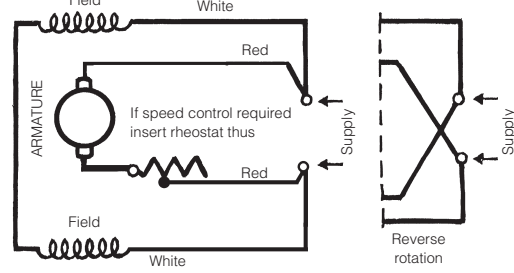 Field
White
Red
ARMATURE
If speed control required
insert rheostat thus
Supply
Supply
Red
Field
White
Reverse
rotation